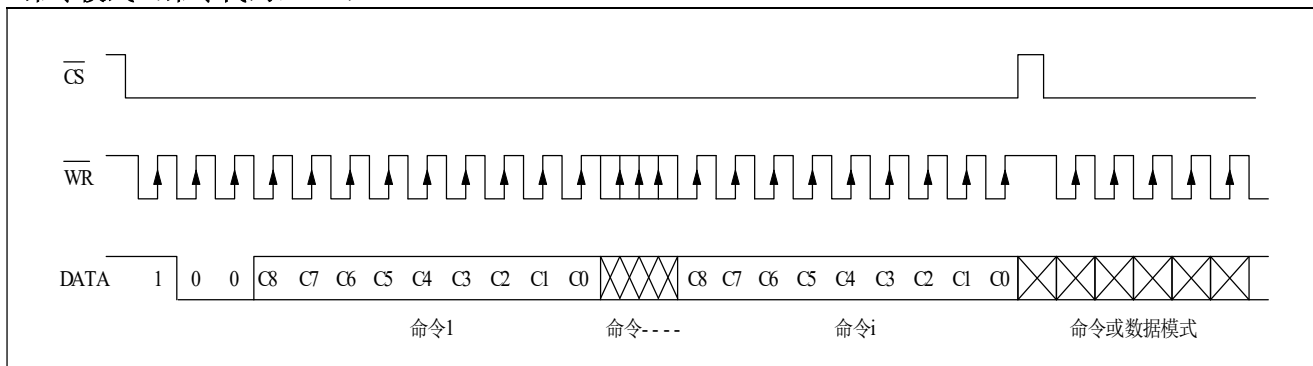 CS
WR
DATA 1 0 0 C8 C7 C6 C5 C4 C3 C2 C1 C0 C8 C7 C6 C5 C4 C3 C2 C1 C0
命令1 命令---- 命令i 命令或数据模式